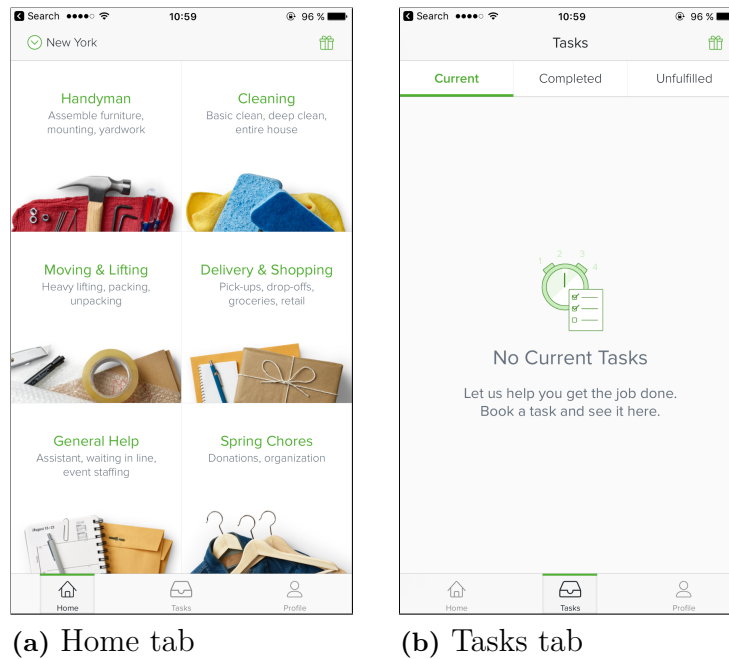 Search 10:59 96 %
New York
Handyman
Assemble furniture,
mounting, yardwork
Cleaning
Basic clean, deep clean,
entire house
Moving & Lifting
Heavy lifting, packing,
unpacking
Delivery & Shopping
Pick-ups, drop-offs,
groceries, retail
General Help
Assistant, waiting in line,
event staffing
Spring Chores
Donations, organization
Home Tasks Profile
(a) Home tab
Search 10:59 96 %
Tasks
Current Completed Unfulfilled
1 2 3 4
No Current Tasks
Let us help you get the job done.
Book a task and see it here.
Home Tasks Profile
(b) Tasks tab